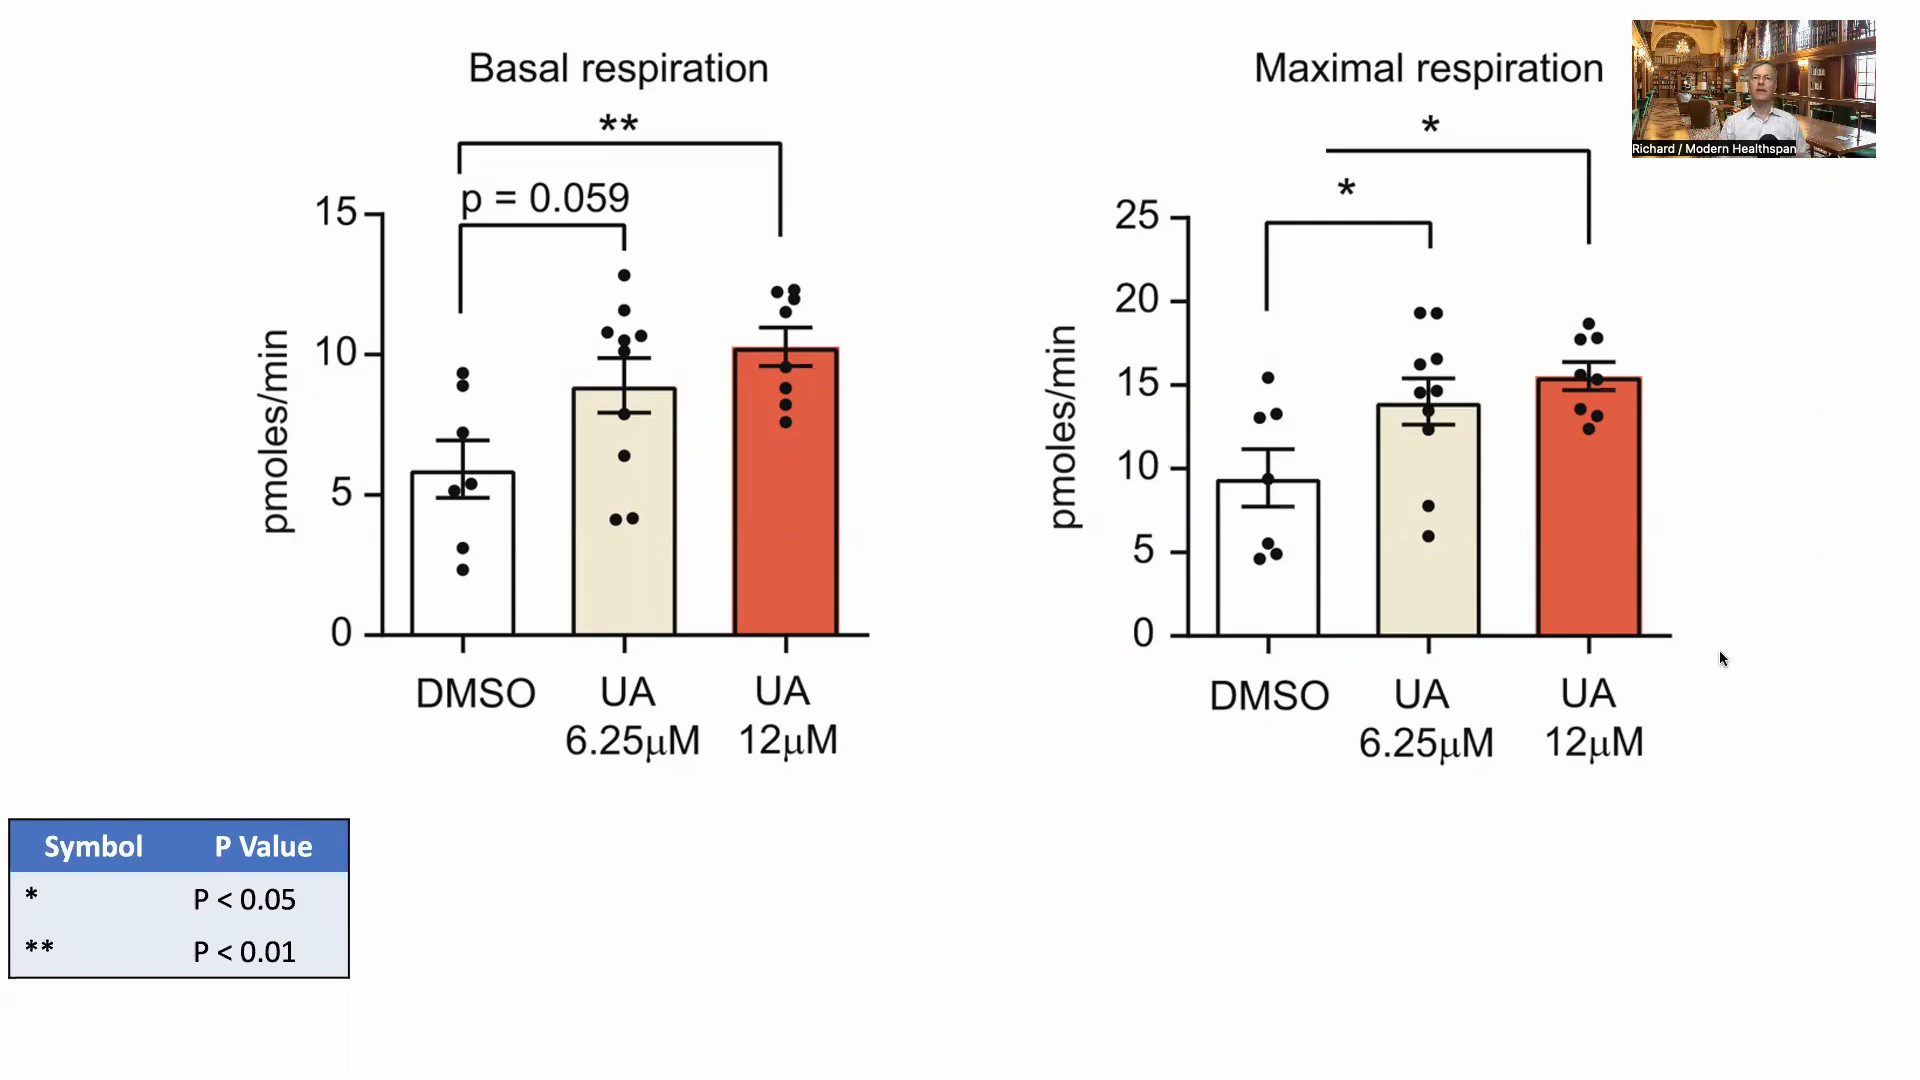 Basal respiration
**
p = 0.059
15
10
5
0
pmoles/min
DMSO
UA
6.25μM
UA
12μM
Maximal respiration
*
*
25
20
15
10
5
0
pmoles/min
DMSO
UA
6.25μM
UA
12μM
Richard / Modern Healthspan
Symbol P Value
* P < 0.05
** P < 0.01